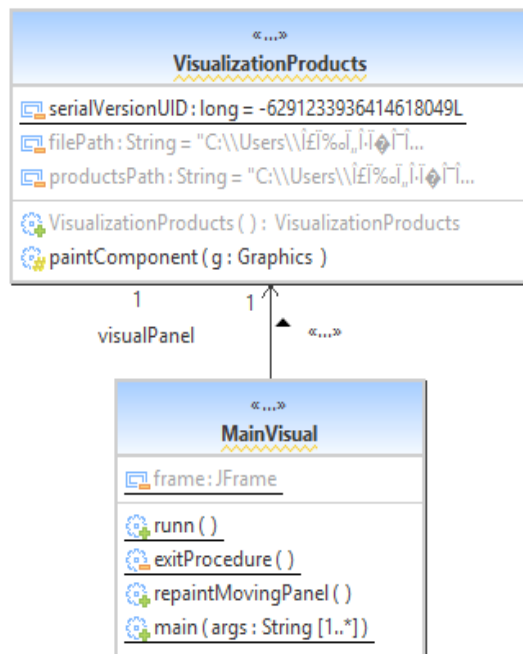 «...»
VisualizationProducts
serialVersionUID : long = -6291233936414618049L
filePath : String = "C:\\Users\\Î£Ï‰Ï„Î·Ï�Î¯Î...
productsPath : String = "C:\\Users\\Î£Ï‰Ï„Î·Ï�Î¯Î...
VisualizationProducts ( ) : VisualizationProducts
paintComponent ( g : Graphics )
1 1
visualPanel «...»
«...»
MainVisual
frame : JFrame
runn ( )
exitProcedure ( )
repaintMovingPanel ( )
main ( args : String [1..*] )